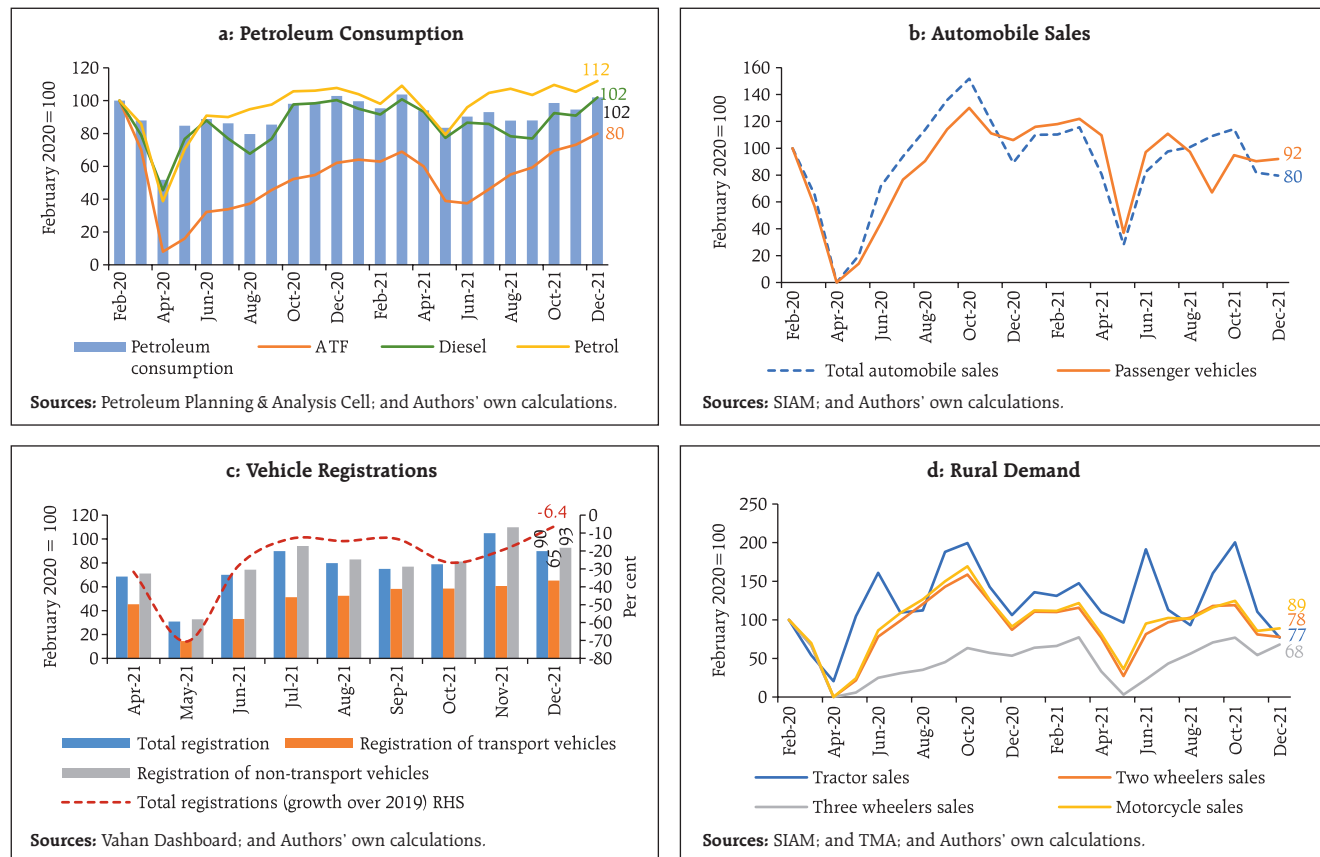 a: Petroleum Consumption
February 2020=100
120
100
80
60
40
20
0
112
102
102
80
Feb-20
Apr-20
Jun-20
Aug-20
Oct-20
Dec-20
Feb-21
Apr-21
Jun-21
Aug-21
Oct-21
Dec-21
Petroleum consumption
ATF
Diesel
Petrol
Sources: Petroleum Planning & Analysis Cell; and Authors' own calculations.
b: Automobile Sales
February 2020=100
160
140
120
100
80
60
40
20
0
92
80
Feb-20
Apr-20
Jun-20
Aug-20
Oct-20
Dec-20
Feb-21
Apr-21
Jun-21
Aug-21
Oct-21
Dec-21
Total automobile sales
Passenger vehicles
Sources: SIAM; and Authors' own calculations.
c: Vehicle Registrations
February 2020 = 100
120
100
80
60
40
20
0
-6.4
90
65
93
0
-10
-20
-30
-40
-50
-60
-70
-80
Per cent
Apr-21
May-21
Jun-21
Jul-21
Aug-21
Sep-21
Oct-21
Nov-21
Dec-21
Total registration
Registration of transport vehicles
Registration of non-transport vehicles
Total registrations (growth over 2019) RHS
Sources: Vahan Dashboard; and Authors' own calculations.
d: Rural Demand
February 2020=100
250
200
150
100
50
0
89
78
77
68
Feb-20
Apr-20
Jun-20
Aug-20
Oct-20
Dec-20
Feb-21
Apr-21
Jun-21
Aug-21
Oct-21
Dec-21
Tractor sales
Two wheelers sales
Three wheelers sales
Motorcycle sales
Sources: SIAM; and TMA; and Authors' own calculations.